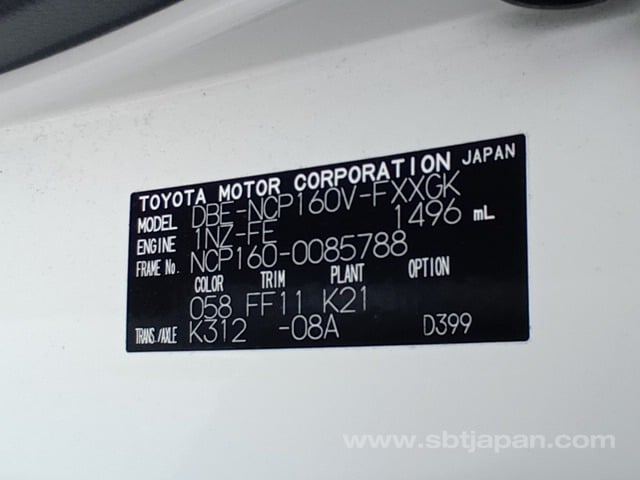 TOYOTA MOTOR CORPORATION JAPAN
MODEL DBE-NCP160V-FXXGK
ENGINE 1NZ-FE 1496 mL
FRAME No. NCP160-0085788
COLOR TRIM PLANT OPTION
058 FF11 K21
TRANS./AXLE K312 -08A D399
www.sbtjapan.com